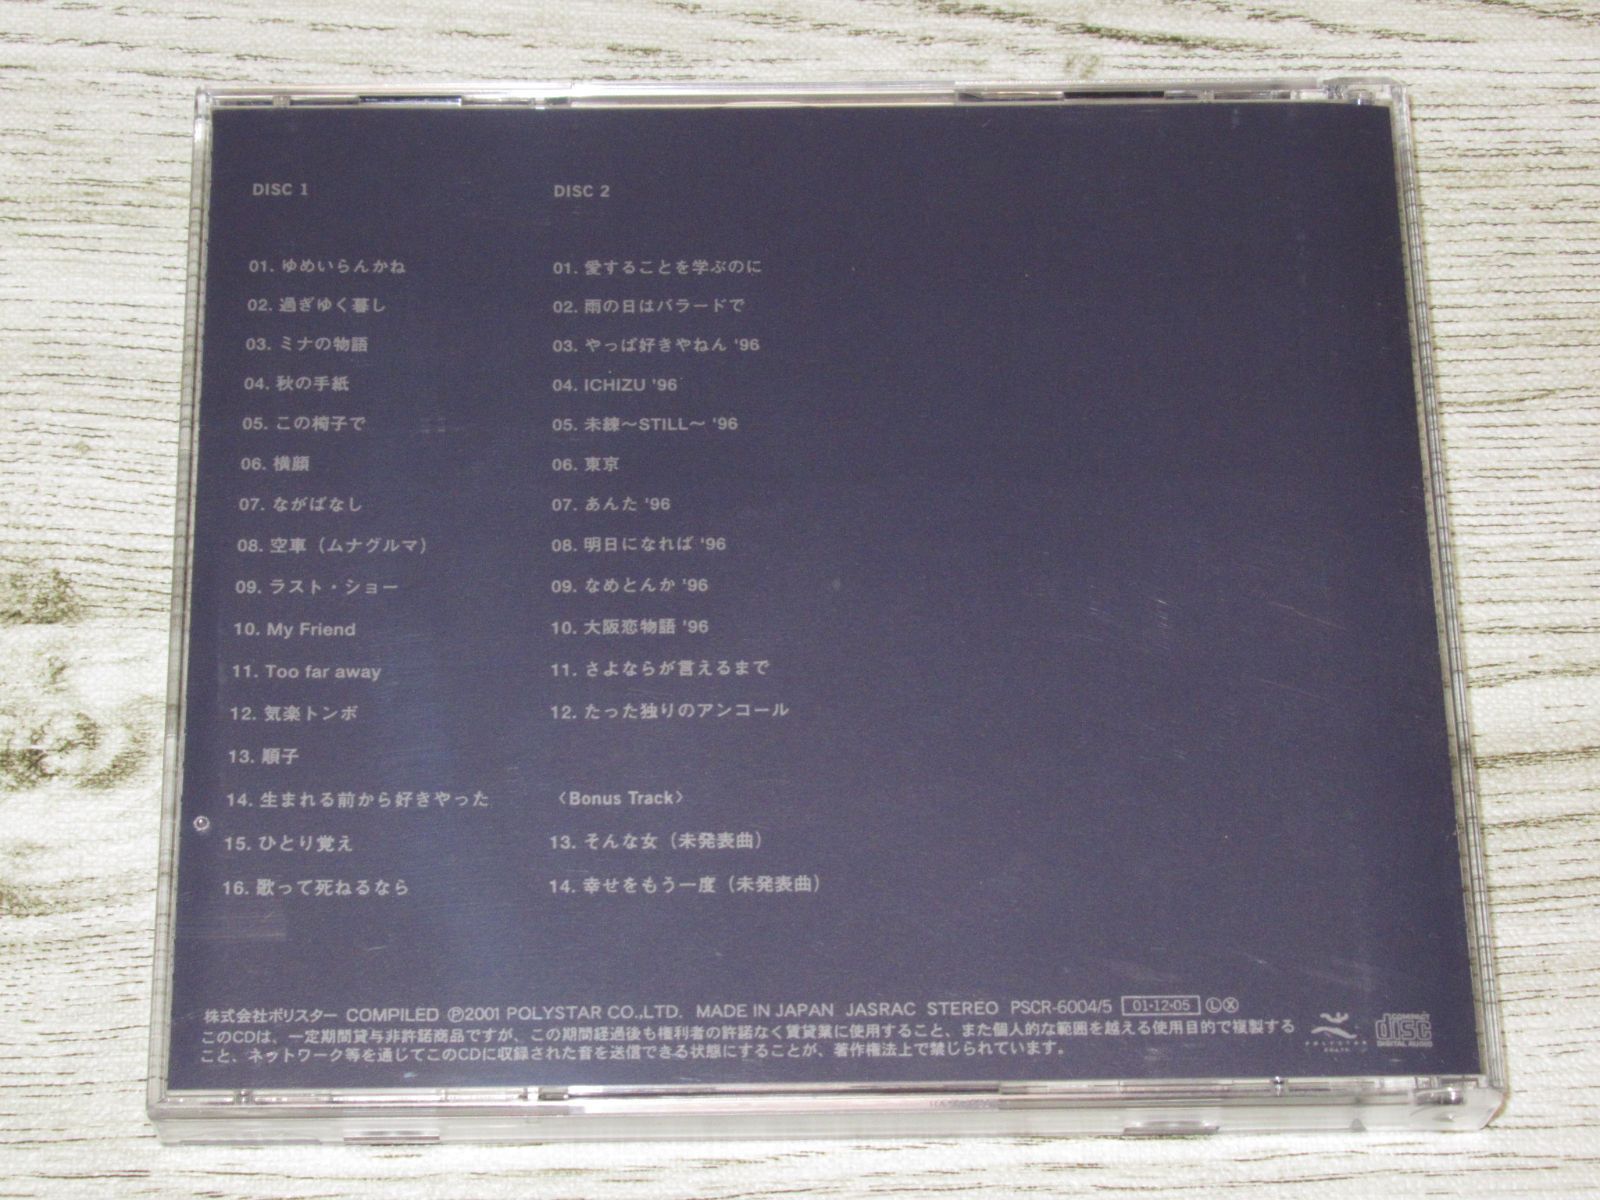 DISC 1
01. ゆめいらんかね
02. 過ぎゆく暮し
03. ミナの物語
04. 秋の手紙
05. この椅子で
06. 横顔
07. ながばなし
08. 空車（ムナグルマ）
09. ラスト・ショー
10. My Friend
11. Too far away
12. 気楽トンボ
13. 順子
14. 生まれる前から好きやった
15. ひとり覚え
16. 歌って死ねるなら
DISC 2
01. 愛することを学ぶのに
02. 雨の日はバラードで
03. やっぱ好きやねん '96
04. ICHIZU '96
05. 未練〜STILL〜 '96
06. 東京
07. あんた '96
08. 明日になれば '96
09. なめとんか '96
10. 大阪恋物語 '96
11. さよならが言えるまで
12. たった独りのアンコール
〈Bonus Track〉
13. そんな女（未発表曲）
14. 幸せをもう一度（未発表曲）
株式会社ポリスター COMPILED Ⓟ2001 POLYSTAR CO.,LTD. MADE IN JAPAN JASRAC STEREO PSCR-6004/5 01・12・05 Ⓛ Ⓧ
このCDは、一定期間貸与非許諾商品ですが、この期間経過後も権利者の許諾なく賃貸業に使用すること、また個人的な範囲を越える使用目的で複製する
こと、ネットワーク等を通じてこのCDに収録された音を送信できる状態にすることが、著作権法上で禁じられています。
POLYSTAR
COMPACT
disc
DIGITAL AUDIO